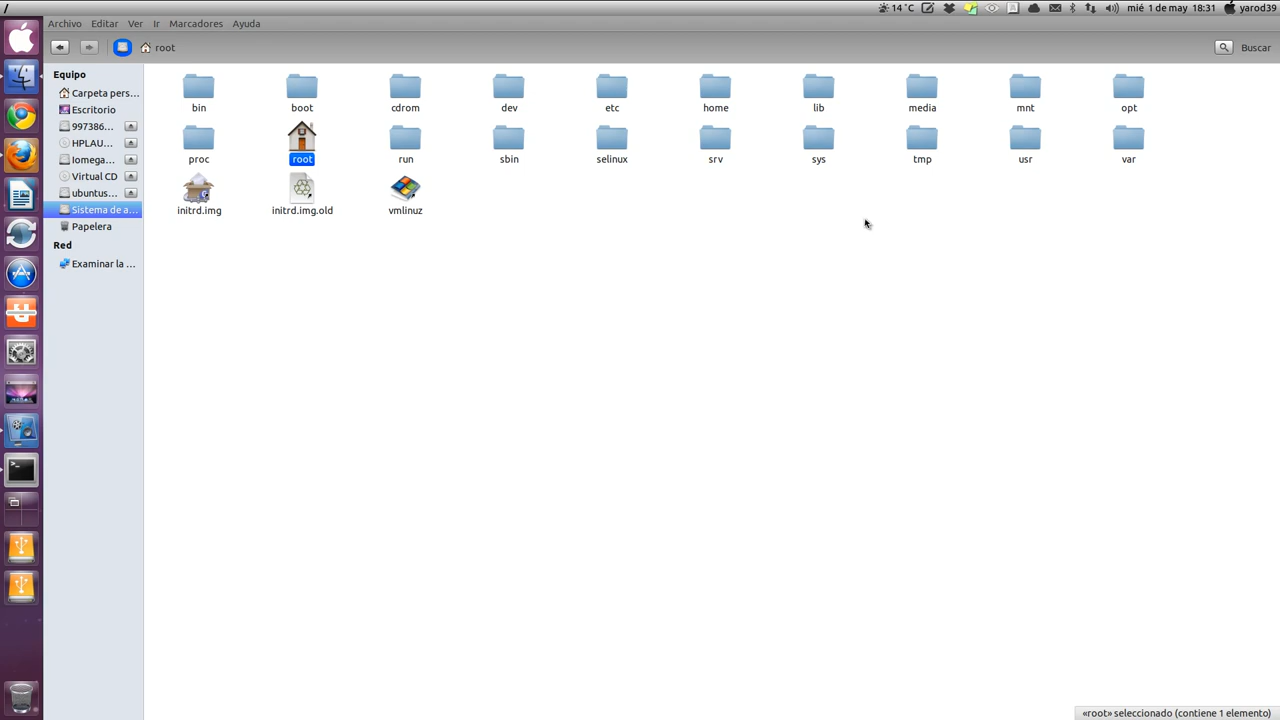 /
14 °C
mié 1 de may 18:31
yarod39
Archivo Editar Ver Ir Marcadores Ayuda
root
Buscar
Equipo
Carpeta pers...
Escritorio
997386...
HPLAU...
Iomega...
Virtual CD
ubuntus...
Sistema de a...
Papelera
Red
Examinar la ...
bin boot cdrom dev etc home lib media mnt opt
proc root run sbin selinux srv sys tmp usr var
initrd.img initrd.img.old vmlinuz
«root» seleccionado (contiene 1 elemento)